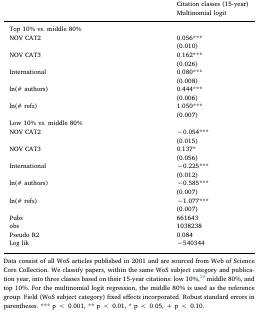 Citation classes (15-year)
Multinomial logit
Top 10% vs. middle 80%
NOV CAT2 0.056***
(0.010)
NOV CAT3 0.162***
(0.026)
International 0.080***
(0.008)
ln(# authors) 0.444***
(0.006)
ln(# refs) 1.050***
(0.007)
Low 10% vs. middle 80%
NOV CAT2 −0.054***
(0.015)
NOV CAT3 0.137*
(0.056)
International −0.225***
(0.012)
ln(# authors) −0.585***
(0.007)
ln(# refs) −1.077***
(0.007)
Pubs 661643
obs 1038238
Pseudo R2 0.084
Log lik −540344
Data consist of all WoS articles published in 2001 and are sourced from Web of Science
Core Collection. We classify papers, within the same WoS subject category and publica-
tion year, into three classes based on their 15-year citations: low 10%, middle 80%, and
top 10%. For the multinomial logit regression, the middle 80% is used as the reference
group. Field (WoS subject category) fixed effects incorporated. Robust standard errors in
parentheses. *** p < 0.001, ** p < 0.01, * p < 0.05, + p < 0.10.